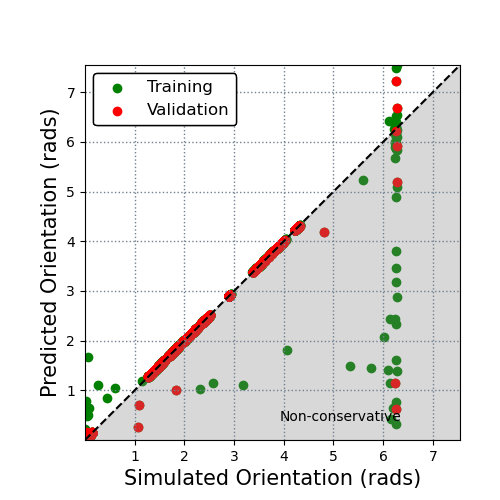 Training
Validation
7
6
5
4
3
2
1
Predicted Orientation (rads)
Non-conservative
1 2 3 4 5 6 7
Simulated Orientation (rads)